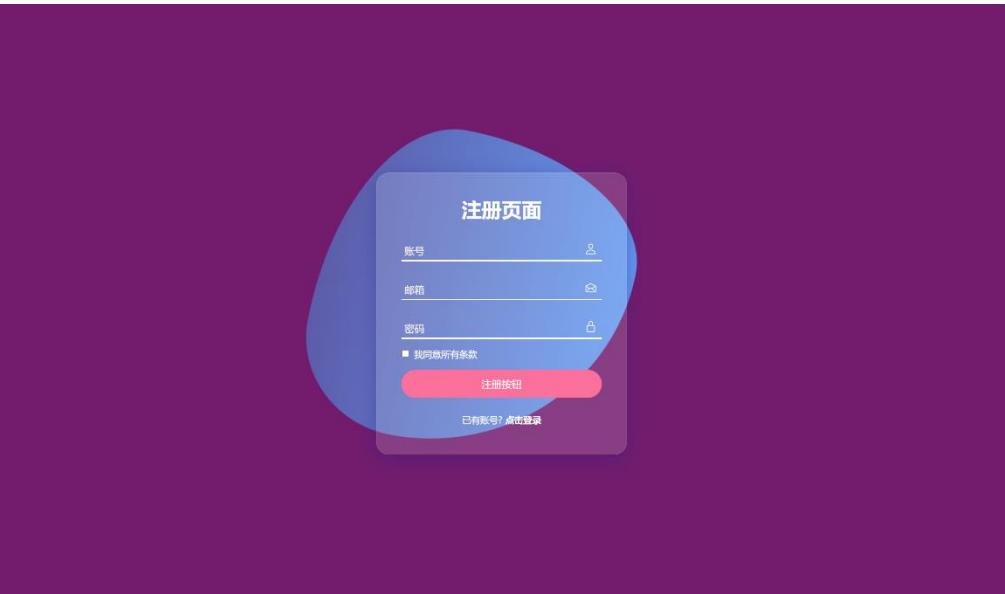 注册页面
账号
邮箱
密码
我同意所有条款
注册按钮
已有账号? 点击登录